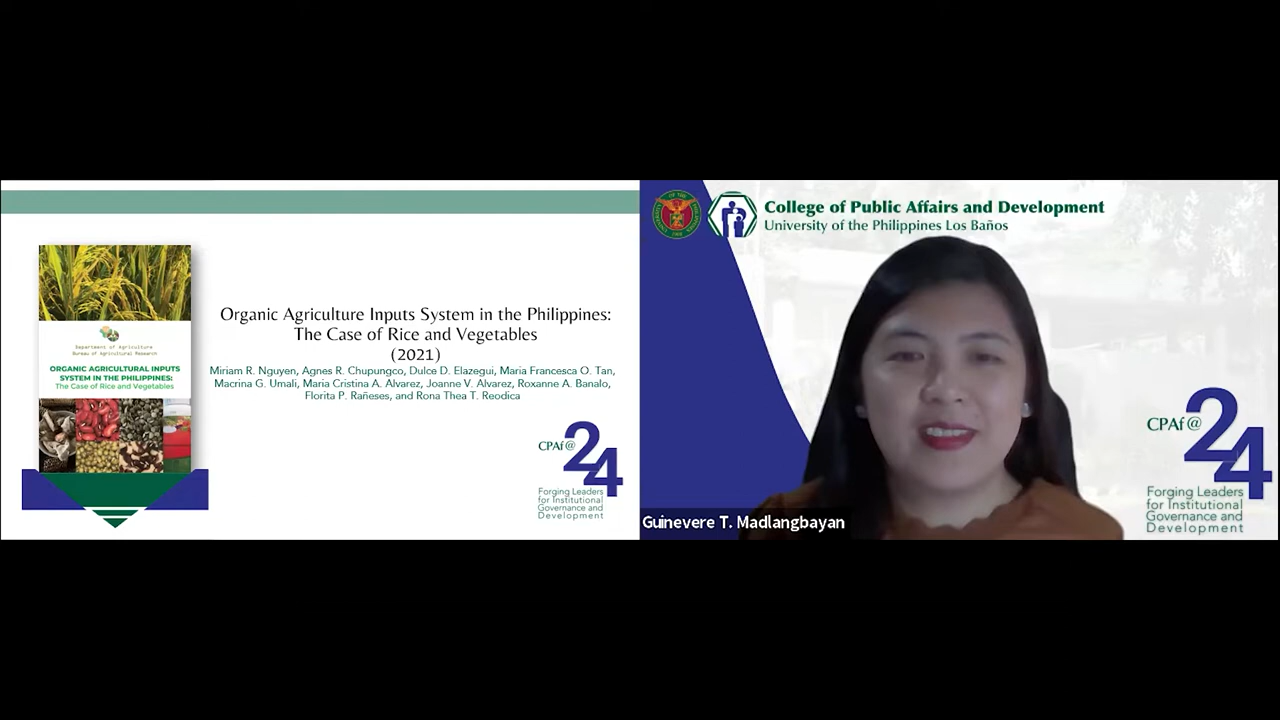 Department of Agriculture
Bureau of Agricultural Research
ORGANIC AGRICULTURAL INPUTS
SYSTEM IN THE PHILIPPINES:
The Case of Rice and Vegetables
Organic Agriculture Inputs System in the Philippines:
The Case of Rice and Vegetables
(2021)
Miriam R. Nguyen, Agnes R. Chupungco, Dulce D. Elazegui, Maria Francesca O. Tan,
Macrina G. Umali, Maria Cristina A. Alvarez, Joanne V. Alvarez, Roxanne A. Banalo,
Florita P. Rañeses, and Rona Thea T. Reodica
CPAf@24
Forging Leaders
for Institutional
Governance and
Development
College of Public Affairs and Development
University of the Philippines Los Baños
CPAf@24
Forging Leaders
for Institutional
Governance and
Development
Guinevere T. Madlangbayan